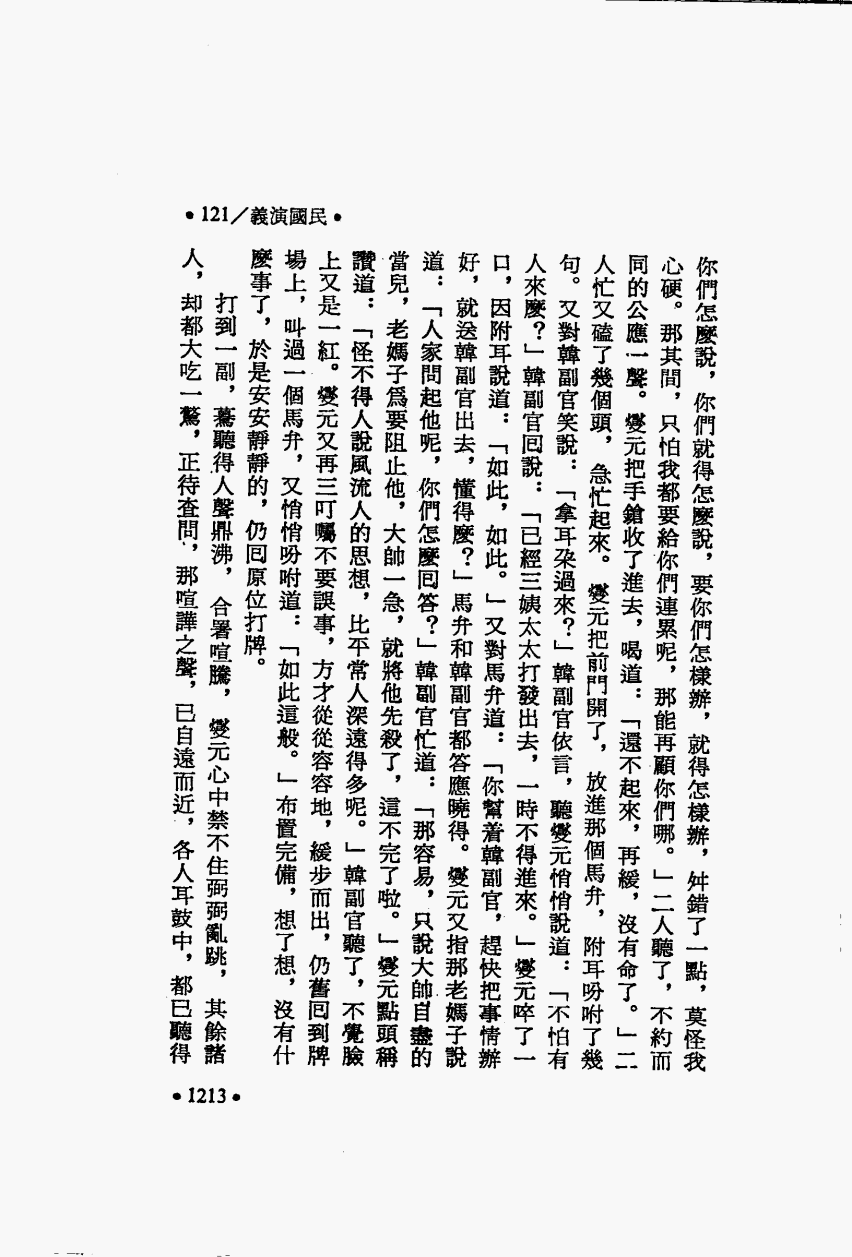 •121／義演國民•
你們怎麼說，你們就得怎麼說，要你們怎樣辦，就得怎樣辦，舛錯了一點，莫怪我
心硬。那其間，只怕我都要給你們連累呢，那能再顧你們哪。」二人聽了，不約而
同的公應一聲。燮元把手鎗收了進去，喝道：「還不起來，再緩，沒有命了。」二
人忙又磕了幾個頭，急忙起來。燮元把前門開了，放進那個馬弁，附耳吩咐了幾
句。又對韓副官笑說：「拿耳朶過來？」韓副官依言，聽燮元悄悄說道：「不怕有
人來麼？」韓副官囘說：「已經三姨太太打發出去，一時不得進來。」燮元啐了一
口，因附耳說道：「如此，如此。」又對馬弁道：「你幫着韓副官，趕快把事情辦
好，就送韓副官出去，懂得麼？」馬弁和韓副官都答應曉得。燮元又指那老媽子說
道：「人家問起他呢，你們怎麼囘答？」韓副官忙道：「那容易，只說大帥自盡的
當兒，老媽子爲要阻止他，大帥一急，就將他先殺了，這不完了啦。」燮元點頭稱
讚道：「怪不得人說風流人的思想，比平常人深遠得多呢。」韓副官聽了，不覺臉
上又是一紅。燮元又再三叮囑不要誤事，方才從從容容地，緩步而出，仍舊囘到牌
場上，叫過一個馬弁，又悄悄吩咐道：「如此這般。」布置完備，想了想，沒有什
麼事了，於是安安靜靜的，仍囘原位打牌。
打到一副，驀聽得人聲鼎沸，合署喧騰，燮元心中禁不住弼弼亂跳，其餘諸
人，却都大吃一驚，正待查問，那喧譁之聲，已自遠而近，各人耳鼓中，都已聽得
•1213•